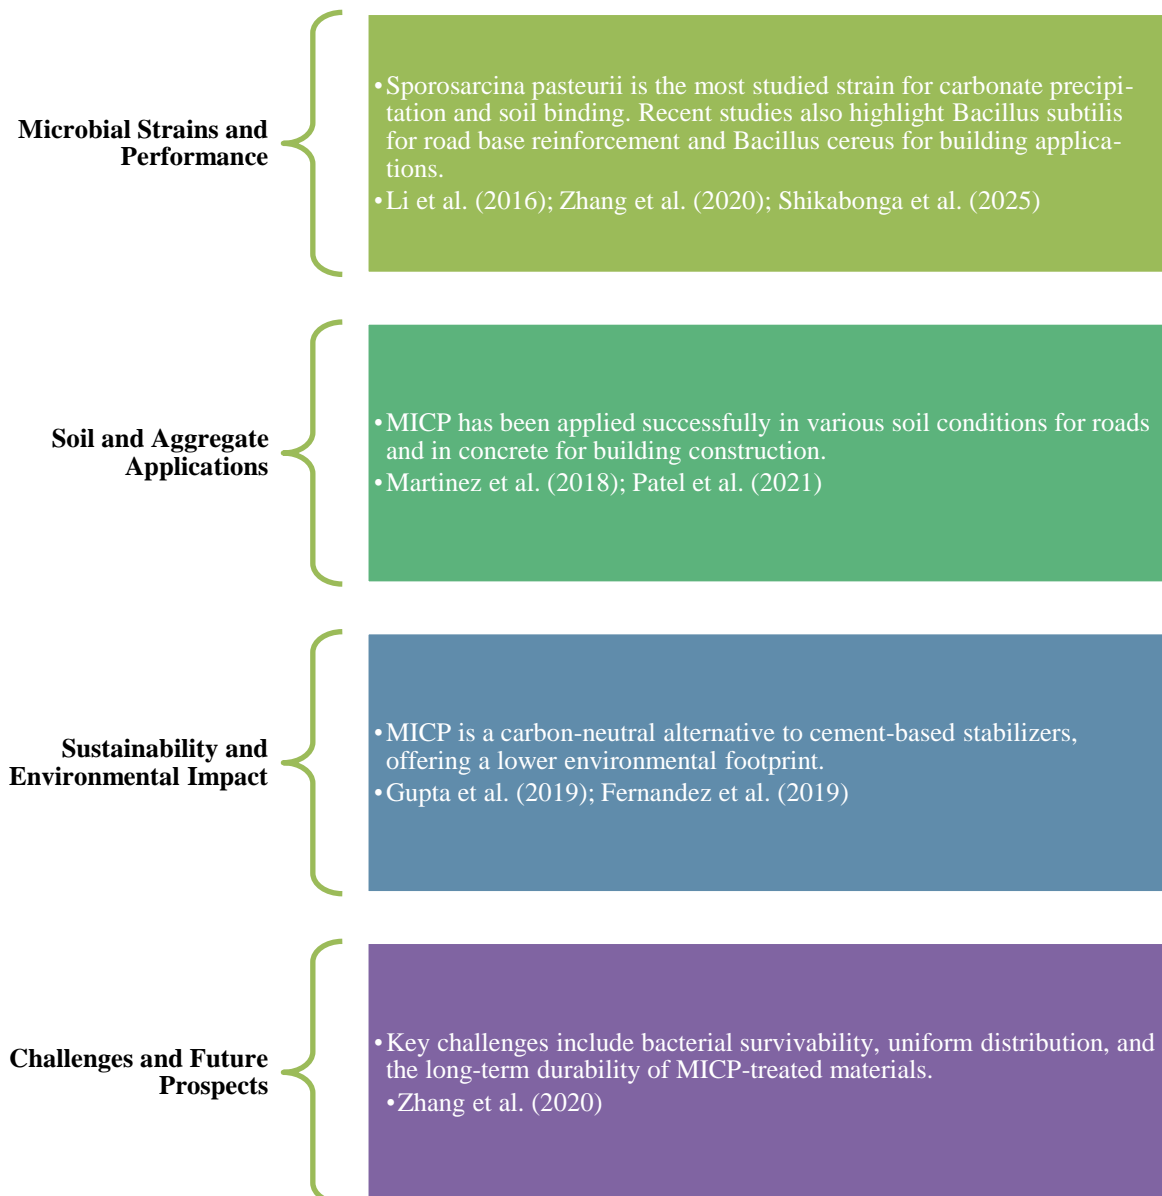 Microbial Strains and
Performance
•Sporosarcina pasteurii is the most studied strain for carbonate precipi-
tation and soil binding. Recent studies also highlight Bacillus subtilis
for road base reinforcement and Bacillus cereus for building applica-
tions.
•Li et al. (2016); Zhang et al. (2020); Shikabonga et al. (2025)
Soil and Aggregate
Applications
•MICP has been applied successfully in various soil conditions for roads
and in concrete for building construction.
•Martinez et al. (2018); Patel et al. (2021)
Sustainability and
Environmental Impact
•MICP is a carbon-neutral alternative to cement-based stabilizers,
offering a lower environmental footprint.
•Gupta et al. (2019); Fernandez et al. (2019)
Challenges and Future
Prospects
•Key challenges include bacterial survivability, uniform distribution, and
the long-term durability of MICP-treated materials.
•Zhang et al. (2020)